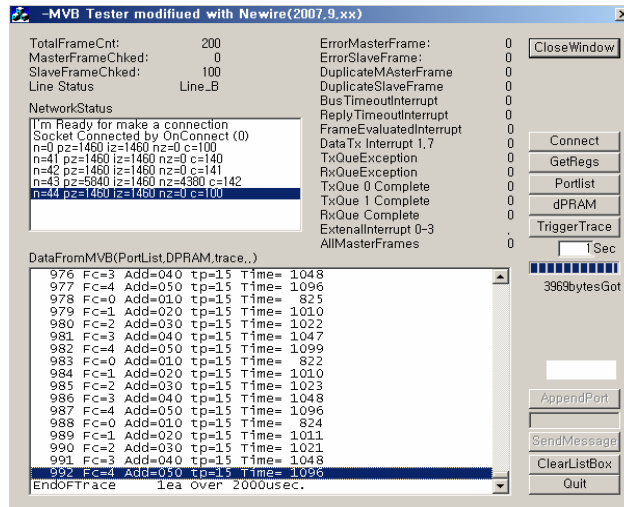 -MVB Tester modifiued with Newire(2007,9,xx)
TotalFrameCnt: 200
MasterFrameChked: 0
SlaveFrameChked: 100
Line Status Line_B
NetworkStatus
I'm Ready for make a connection
Socket Connected by OnConnect (0)
n=0 pz=1460 iz=1460 nz=0 c=100
n=41 pz=1460 iz=1460 nz=0 c=140
n=42 pz=1460 iz=1460 nz=0 c=141
n=43 pz=5840 iz=1460 nz=4380 c=142
n=44 pz=1460 iz=1460 nz=0 c=100
ErrorMasterFrame: 0
ErrorSlaveFrame: 0
DuplicateMAsterFrame 0
DuplicateSlaveFrame 0
BusTimeoutInterrupt 0
ReplyTimeoutInterrupt 0
FrameEvaluatedInterrupt 0
DataTx Interrupt 1,7 0
TxQueException 0
RxQueException 0
TxQue 0 Complete 0
TxQue 1 Complete 0
RxQue Complete 0
ExtenalInterrupt 0-3 .
AllMasterFrames 0
DataFromMVB(PortList,DPRAM,trace,,)
976 Fc=3 Add=040 tp=15 Time= 1048
977 Fc=4 Add=050 tp=15 Time= 1096
978 Fc=0 Add=010 tp=15 Time= 825
979 Fc=1 Add=020 tp=15 Time= 1010
980 Fc=2 Add=030 tp=15 Time= 1022
981 Fc=3 Add=040 tp=15 Time= 1047
982 Fc=4 Add=050 tp=15 Time= 1099
983 Fc=0 Add=010 tp=15 Time= 822
984 Fc=1 Add=020 tp=15 Time= 1010
985 Fc=2 Add=030 tp=15 Time= 1023
986 Fc=3 Add=040 tp=15 Time= 1048
987 Fc=4 Add=050 tp=15 Time= 1096
988 Fc=0 Add=010 tp=15 Time= 824
989 Fc=1 Add=020 tp=15 Time= 1011
990 Fc=2 Add=030 tp=15 Time= 1021
991 Fc=3 Add=040 tp=15 Time= 1048
992 Fc=4 Add=050 tp=15 Time= 1096
EndOfTrace 1ea Over 2000usec.
CloseWindow
Connect
GetRegs
Portlist
dPRAM
TriggerTrace
1 Sec
3969bytesGot
AppendPort
SendMessage
ClearListBox
Quit